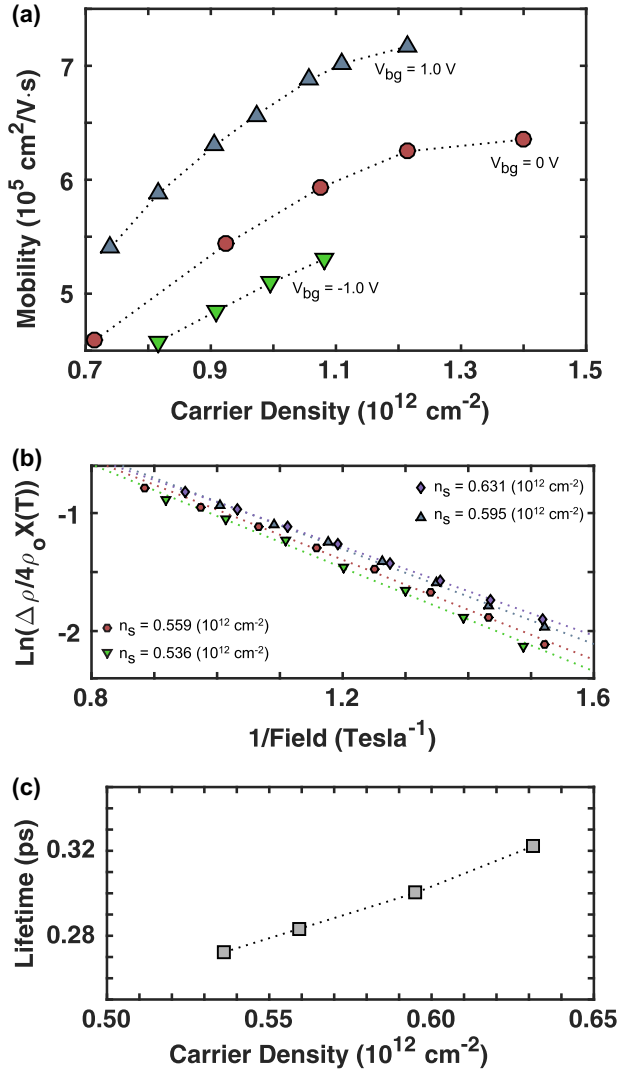 (a)
Mobility (10^5 cm^2/V·s)
7
6
5
V_bg = 1.0 V
V_bg = 0 V
V_bg = -1.0 V
0.7 0.9 1.1 1.3 1.5
Carrier Density (10^12 cm^-2)
(b)
Ln(Δρ/4ρ_o X(T))
-1
-2
n_s = 0.631 (10^12 cm^-2)
n_s = 0.595 (10^12 cm^-2)
n_s = 0.559 (10^12 cm^-2)
n_s = 0.536 (10^12 cm^-2)
0.8 1.2 1.6
1/Field (Tesla^-1)
(c)
Lifetime (ps)
0.32
0.28
0.50 0.55 0.60 0.65
Carrier Density (10^12 cm^-2)